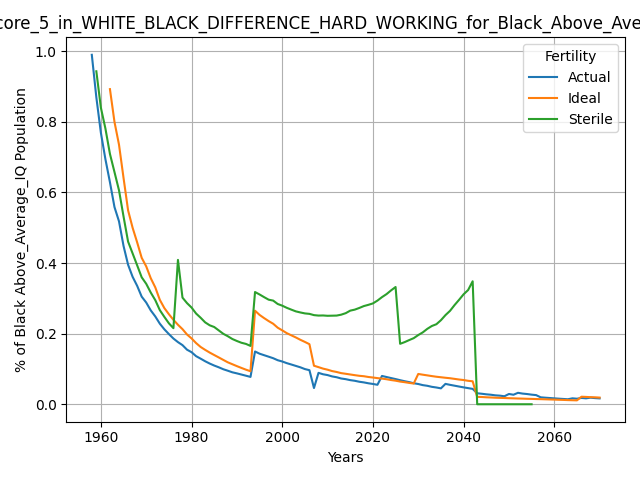 core_5_in_WHITE_BLACK_DIFFERENCE_HARD_WORKING_for_Black_Above_Ave
Fertility
Actual
Ideal
Sterile
% of Black Above_Average_IQ Population
1.0
0.8
0.6
0.4
0.2
0.0
1960 1980 2000 2020 2040 2060
Years